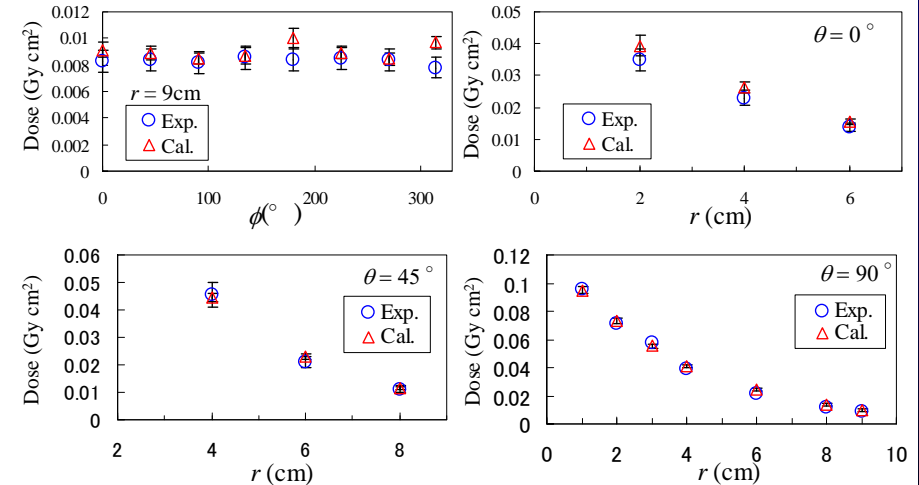 0.012
0.01
0.008
0.006
0.004
0.002
0
Dose (Gy cm²)
r = 9cm
Exp.
Cal.
0 100 200 300
ϕ(°)
0.05
0.04
0.03
0.02
0.01
0
Dose (Gy cm²)
θ = 0 °
Exp.
Cal.
0 2 4 6
r (cm)
0.06
0.05
0.04
0.03
0.02
0.01
0
Dose (Gy cm²)
θ = 45 °
Exp.
Cal.
2 4 6 8
r (cm)
0.12
0.1
0.08
0.06
0.04
0.02
0
Dose (Gy cm²)
θ = 90 °
Exp.
Cal.
0 2 4 6 8 10
r (cm)